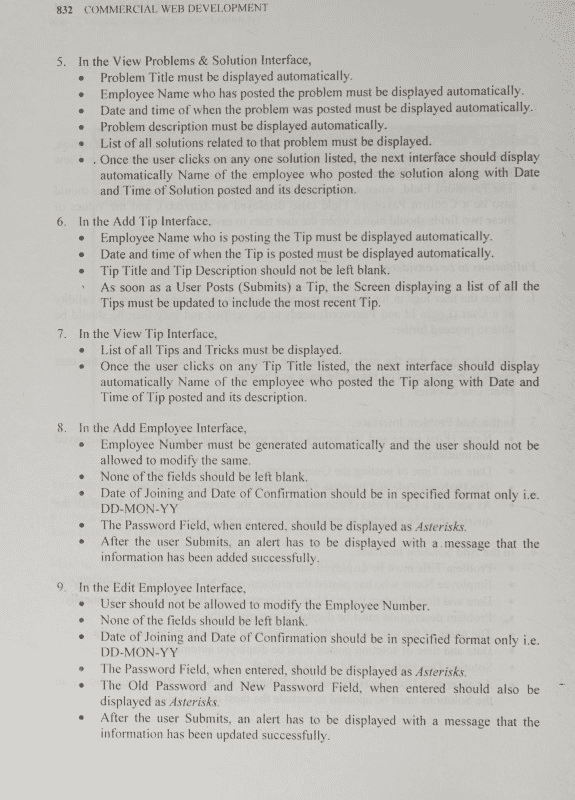 832 COMMERCIAL WEB DEVELOPMENT
5. In the View Problems & Solution Interface,
• Problem Title must be displayed automatically.
• Employee Name who has posted the problem must be displayed automatically.
• Date and time of when the problem was posted must be displayed automatically.
• Problem description must be displayed automatically.
• List of all solutions related to that problem must be displayed.
• Once the user clicks on any one solution listed, the next interface should display
automatically Name of the employee who posted the solution along with Date
and Time of Solution posted and its description.
6. In the Add Tip Interface,
• Employee Name who is posting the Tip must be displayed automatically.
• Date and time of when the Tip is posted must be displayed automatically.
• Tip Title and Tip Description should not be left blank.
• As soon as a User Posts (Submits) a Tip, the Screen displaying a list of all the
Tips must be updated to include the most recent Tip.
7. In the View Tip Interface,
• List of all Tips and Tricks must be displayed.
• Once the user clicks on any Tip Title listed, the next interface should display
automatically Name of the employee who posted the Tip along with Date and
Time of Tip posted and its description.
8. In the Add Employee Interface,
• Employee Number must be generated automatically and the user should not be
allowed to modify the same.
• None of the fields should be left blank.
• Date of Joining and Date of Confirmation should be in specified format only i.e.
DD-MON-YY
• The Password Field, when entered, should be displayed as Asterisks.
• After the user Submits, an alert has to be displayed with a message that the
information has been added successfully.
9. In the Edit Employee Interface,
• User should not be allowed to modify the Employee Number.
• None of the fields should be left blank.
• Date of Joining and Date of Confirmation should be in specified format only i.e.
DD-MON-YY
• The Password Field, when entered, should be displayed as Asterisks.
• The Old Password and New Password Field, when entered should also be
displayed as Asterisks.
• After the user Submits, an alert has to be displayed with a message that the
information has been updated successfully.